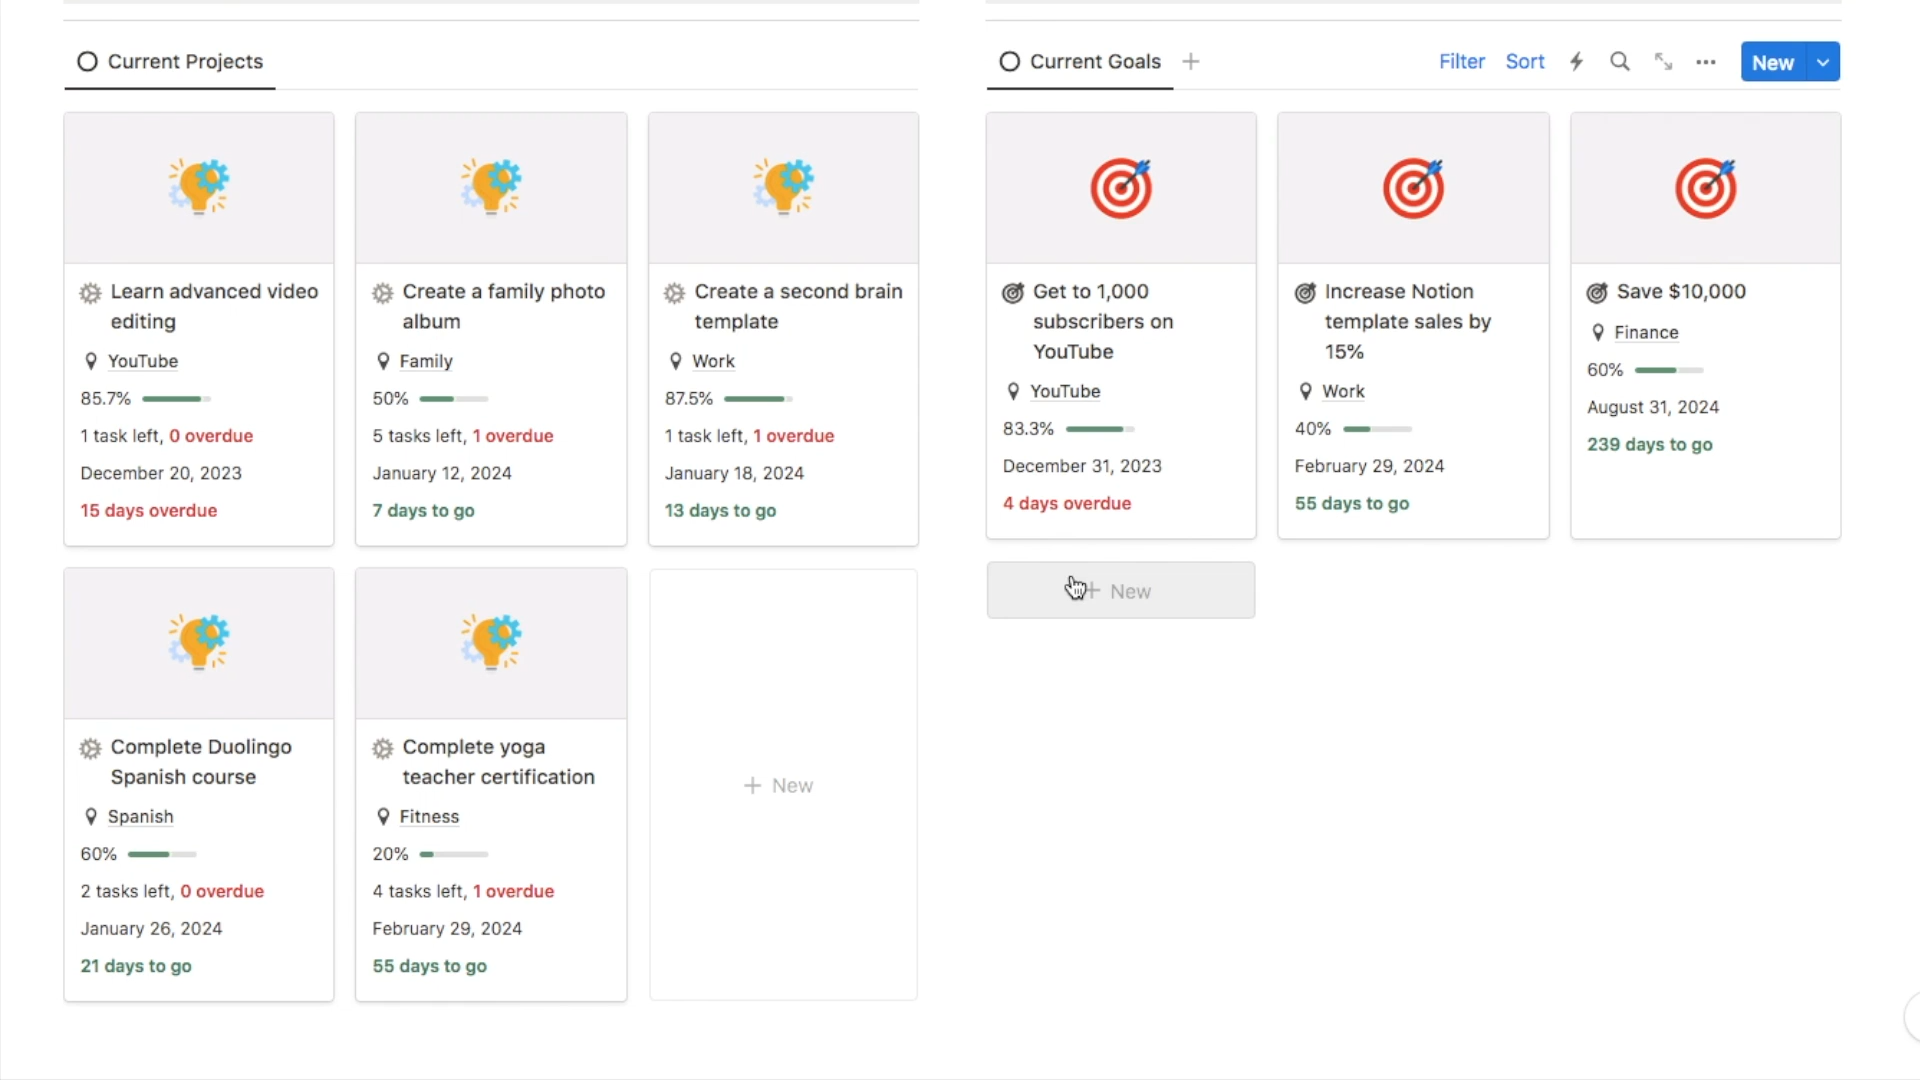 Current Projects
Learn advanced video
editing
YouTube
85.7%
1 task left, 0 overdue
December 20, 2023
15 days overdue
Create a family photo
album
Family
50%
5 tasks left, 1 overdue
January 12, 2024
7 days to go
Create a second brain
template
Work
87.5%
1 task left, 1 overdue
January 18, 2024
13 days to go
Complete Duolingo
Spanish course
Spanish
60%
2 tasks left, 0 overdue
January 26, 2024
21 days to go
Complete yoga
teacher certification
Fitness
20%
4 tasks left, 1 overdue
February 29, 2024
55 days to go
+ New
Current Goals +
Filter Sort New
Get to 1,000
subscribers on
YouTube
YouTube
83.3%
December 31, 2023
4 days overdue
Increase Notion
template sales by
15%
Work
40%
February 29, 2024
55 days to go
Save $10,000
Finance
60%
August 31, 2024
239 days to go
+ New